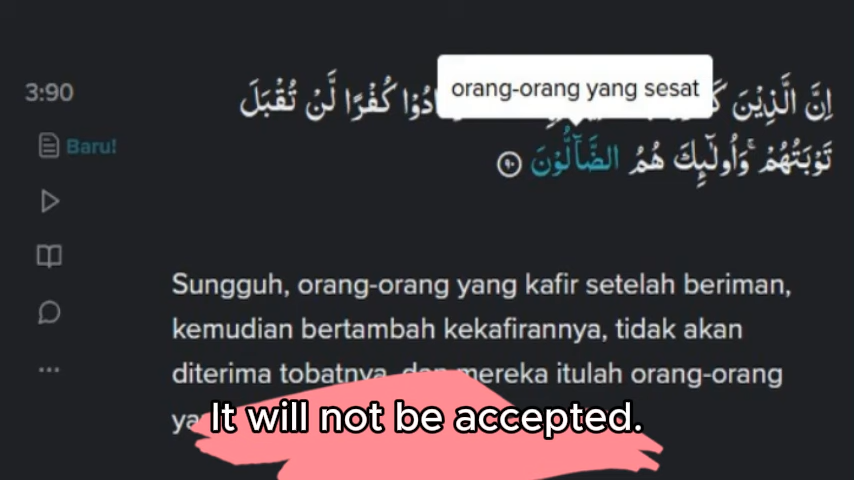 3:90
Baru!
orang-orang yang sesat
اِنَّ الَّذِيْنَ ادُوْا كُفْرًا لَّنْ تُقْبَلَ
تَوْبَتُهُمْۚ وَاُولٰۤىِٕكَ هُمُ الضَّاۤلُّوْنَ ٩٠
Sungguh, orang-orang yang kafir setelah beriman,
kemudian bertambah kekafirannya, tidak akan
diterima tobatnya, dan mereka itulah orang-orang
It will not be accepted.